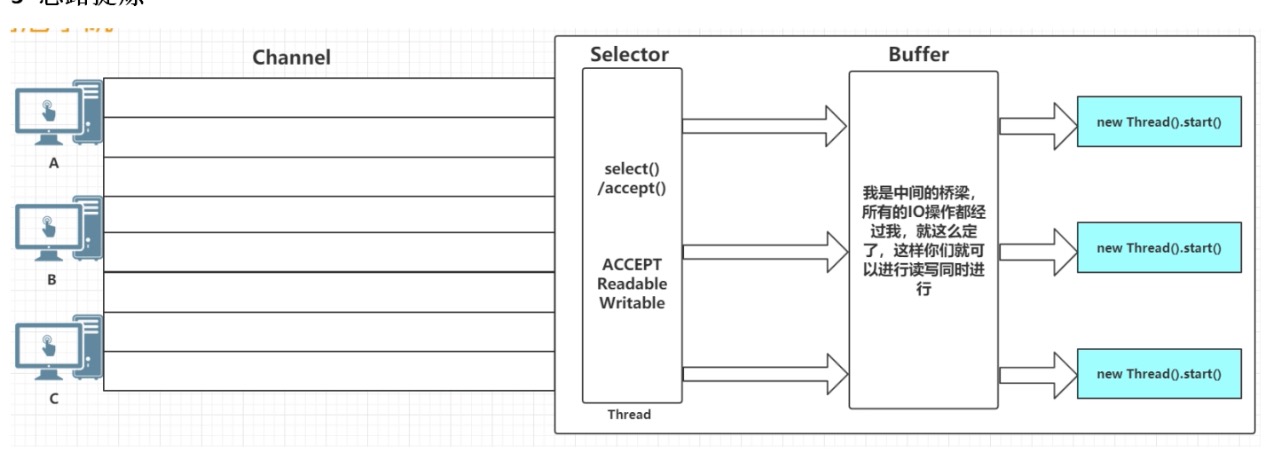 Channel
Selector
Buffer
A
B
C
select()
/accept()
ACCEPT
Readable
Writable
Thread
我是中间的桥梁，
所有的IO操作都经
过我，就这么定
了，这样你们就可
以进行读写同时进
行
new Thread().start()
new Thread().start()
new Thread().start()